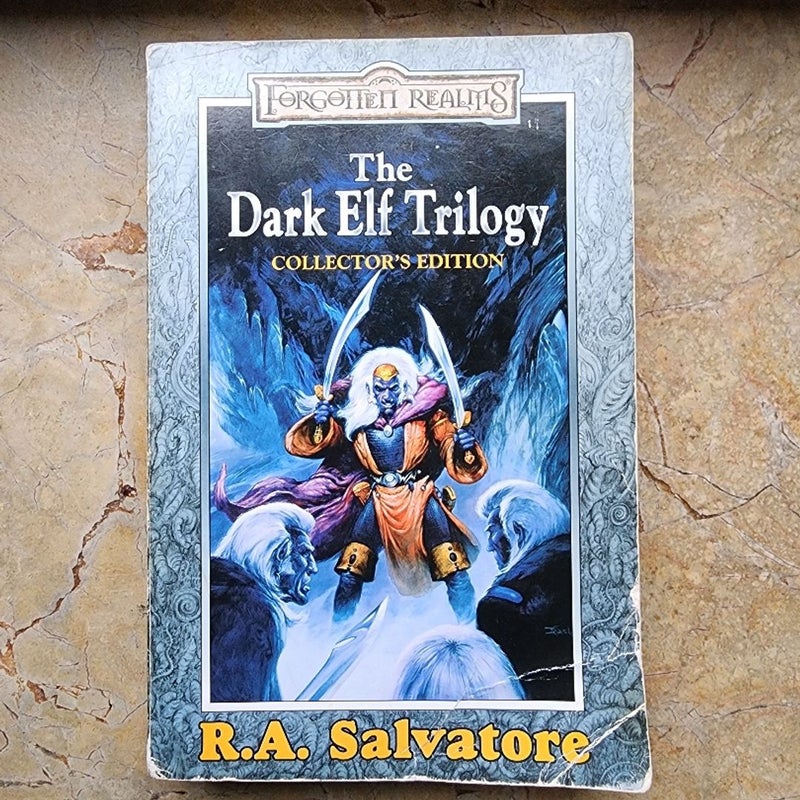 FORGOTTEN REALMS
The
Dark Elf Trilogy
COLLECTOR'S EDITION
R.A. Salvatore